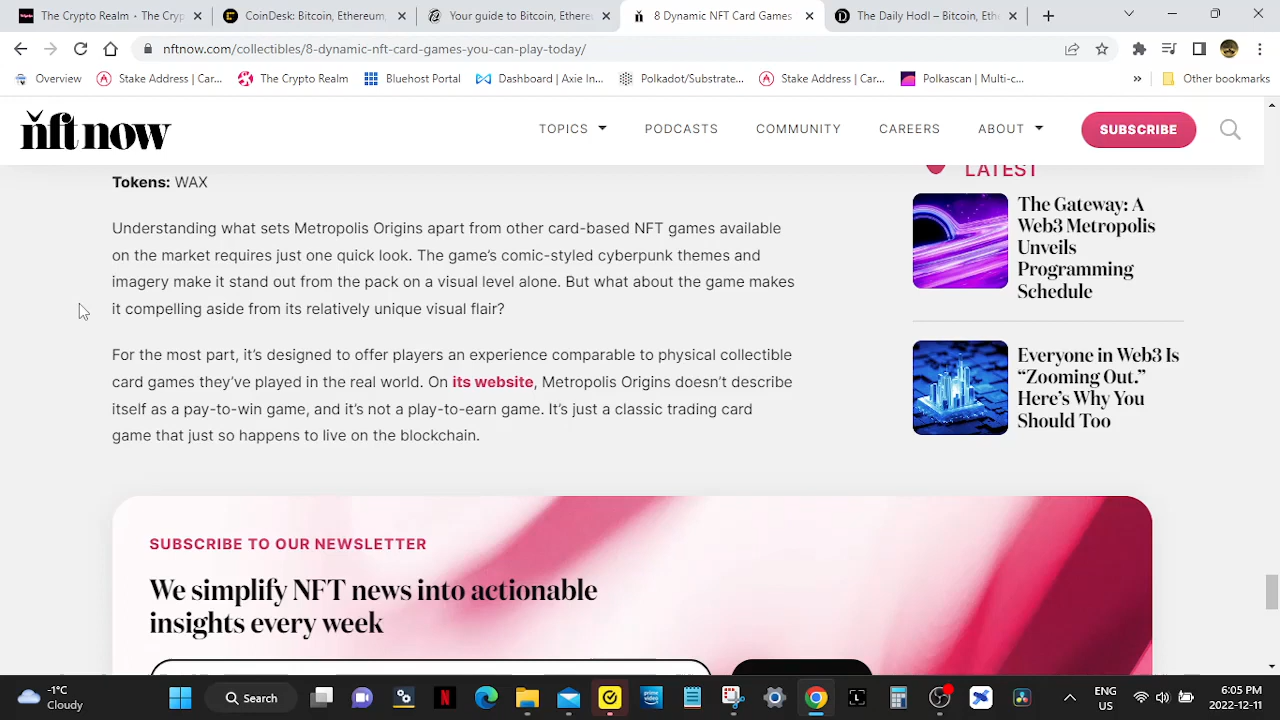 The Crypto Realm • The Cryp
CoinDesk: Bitcoin, Ethereum,
Your guide to Bitcoin, Ethere
8 Dynamic NFT Card Games
The Daily Hodl – Bitcoin, Eth
nftnow.com/collectibles/8-dynamic-nft-card-games-you-can-play-today/
Overview
Stake Address | Car...
The Crypto Realm
Bluehost Portal
Dashboard | Axie In...
Polkadot/Substrate...
Stake Address | Car...
Polkascan | Multi-c...
Other bookmarks
nft now
TOPICS
PODCASTS
COMMUNITY
CAREERS
ABOUT
SUBSCRIBE
Tokens: WAX
Understanding what sets Metropolis Origins apart from other card-based NFT games available
on the market requires just one quick look. The game's comic-styled cyberpunk themes and
imagery make it stand out from the pack on a visual level alone. But what about the game makes
it compelling aside from its relatively unique visual flair?
For the most part, it's designed to offer players an experience comparable to physical collectible
card games they've played in the real world. On its website, Metropolis Origins doesn't describe
itself as a pay-to-win game, and it's not a play-to-earn game. It's just a classic trading card
game that just so happens to live on the blockchain.
LATEST
The Gateway: A
Web3 Metropolis
Unveils
Programming
Schedule
Everyone in Web3 Is
“Zooming Out.”
Here's Why You
Should Too
SUBSCRIBE TO OUR NEWSLETTER
We simplify NFT news into actionable
insights every week
-1°C
Cloudy
Search
ENG
US
6:05 PM
2022-12-11